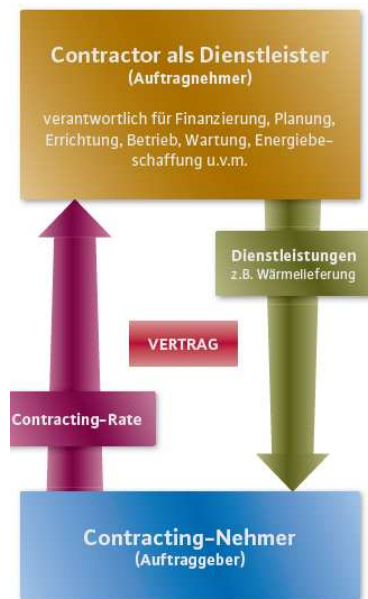 Contractor als Dienstleister
(Auftragnehmer)
verantwortlich für Finanzierung, Planung,
Errichtung, Betrieb, Wartung, Energiebe-
schaffung u.v.m.
Dienstleistungen
z.B. Wärmelieferung
VERTRAG
Contracting-Rate
Contracting-Nehmer
(Auftraggeber)